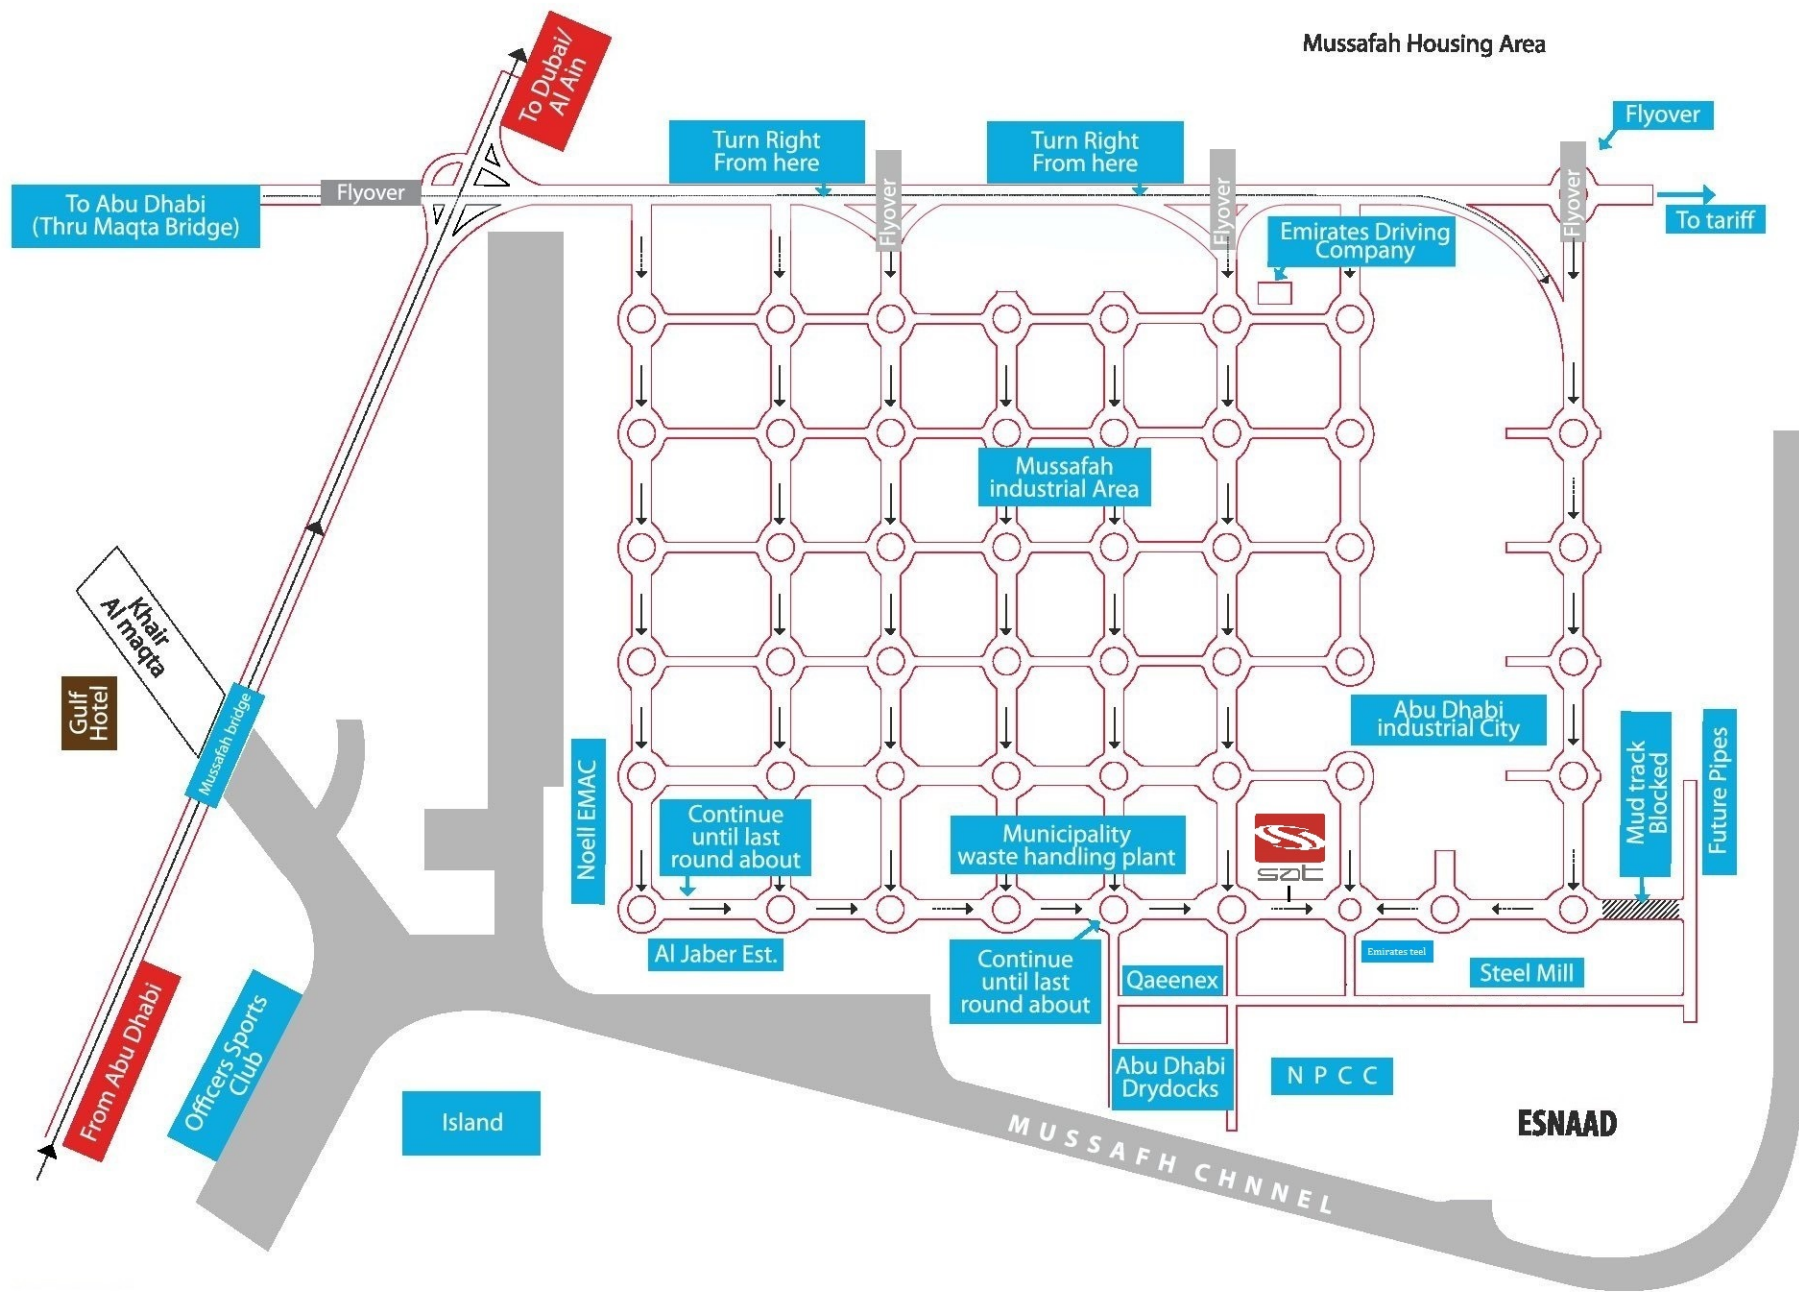 Mussafah Housing Area
To Dubai/
Al Ain
Flyover
Turn Right
From here
Turn Right
From here
To Abu Dhabi
(Thru Maqta Bridge)
Flyover
Flyover
Flyover
Flyover
To tariff
Emirates Driving
Company
Mussafah
industrial Area
Khair
Al maqta
Gulf
Hotel
Mussafah bridge
Abu Dhabi
industrial City
Mud track
Blocked
Future Pipes
Noell EMAC
Continue
until last
round about
Municipality
waste handling plant
sat
Al Jaber Est.
Continue
until last
round about
Qaeenex
Emirates teel
Steel Mill
From Abu Dhabi
Officers Sports
Club
Island
Abu Dhabi
Drydocks
N P C C
ESNAAD
MUSSAFH CHNNEL